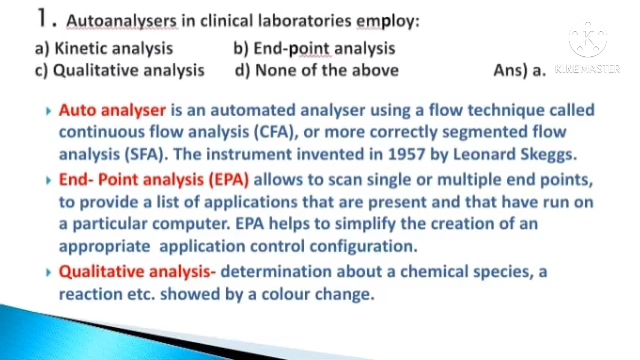 1. Autoanalysers in clinical laboratories employ:
a) Kinetic analysis b) End-point analysis
c) Qualitative analysis d) None of the above Ans) a.
KINEMASTER
Auto analyser is an automated analyser using a flow technique called
continuous flow analysis (CFA), or more correctly segmented flow
analysis (SFA). The instrument invented in 1957 by Leonard Skeggs.
End- Point analysis (EPA) allows to scan single or multiple end points,
to provide a list of applications that are present and that have run on
a particular computer. EPA helps to simplify the creation of an
appropriate application control configuration.
Qualitative analysis- determination about a chemical species, a
reaction etc. showed by a colour change.